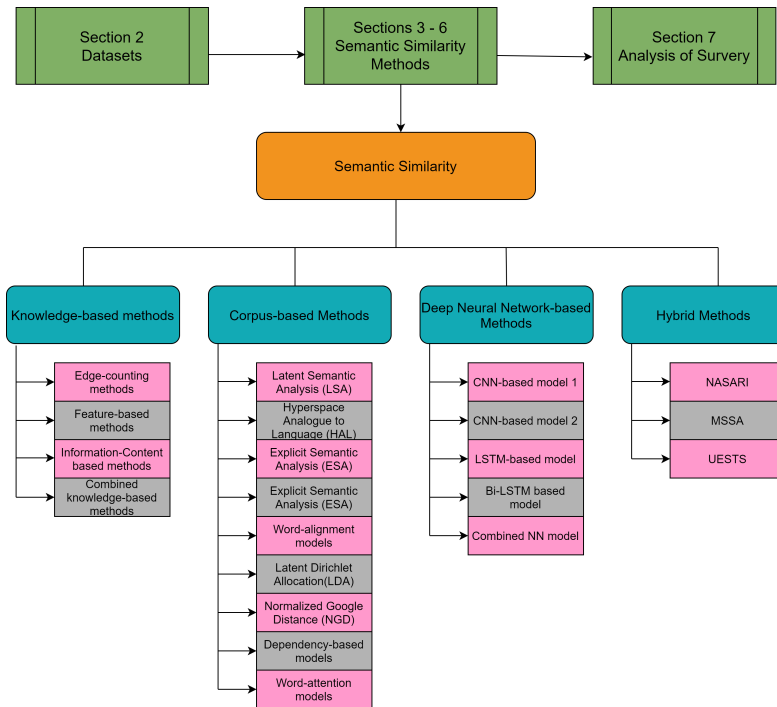 Section 2
Datasets
Sections 3 - 6
Semantic Similarity
Methods
Section 7
Analysis of Survery
Semantic Similarity
Knowledge-based methods
Corpus-based Methods
Deep Neural Network-based
Methods
Hybrid Methods
Edge-counting
methods
Feature-based
methods
Information-Content
based methods
Combined
knowledge-based
methods
Latent Semantic
Analysis (LSA)
Hyperspace
Analogue to
Language (HAL)
Explicit Semantic
Analysis (ESA)
Explicit Semantic
Analysis (ESA)
Word-alignment
models
Latent Dirichlet
Allocation(LDA)
Normalized Google
Distance (NGD)
Dependency-based
models
Word-attention
models
CNN-based model 1
CNN-based model 2
LSTM-based model
Bi-LSTM based
model
Combined NN model
NASARI
MSSA
UESTS